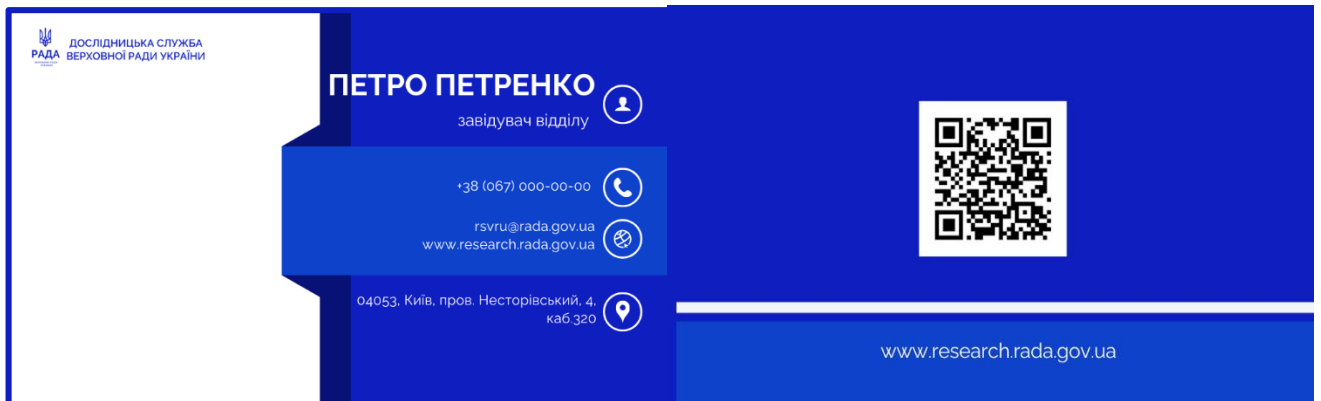 РАДА
ДОСЛІДНИЦЬКА СЛУЖБА
ВЕРХОВНОЇ РАДИ УКРАЇНИ
ПЕТРО ПЕТРЕНКО
завідувач відділу
+38 (067) 000-00-00
rsvru@rada.gov.ua
www.research.rada.gov.ua
04053, Київ, пров. Несторівський, 4,
каб.320
www.research.rada.gov.ua